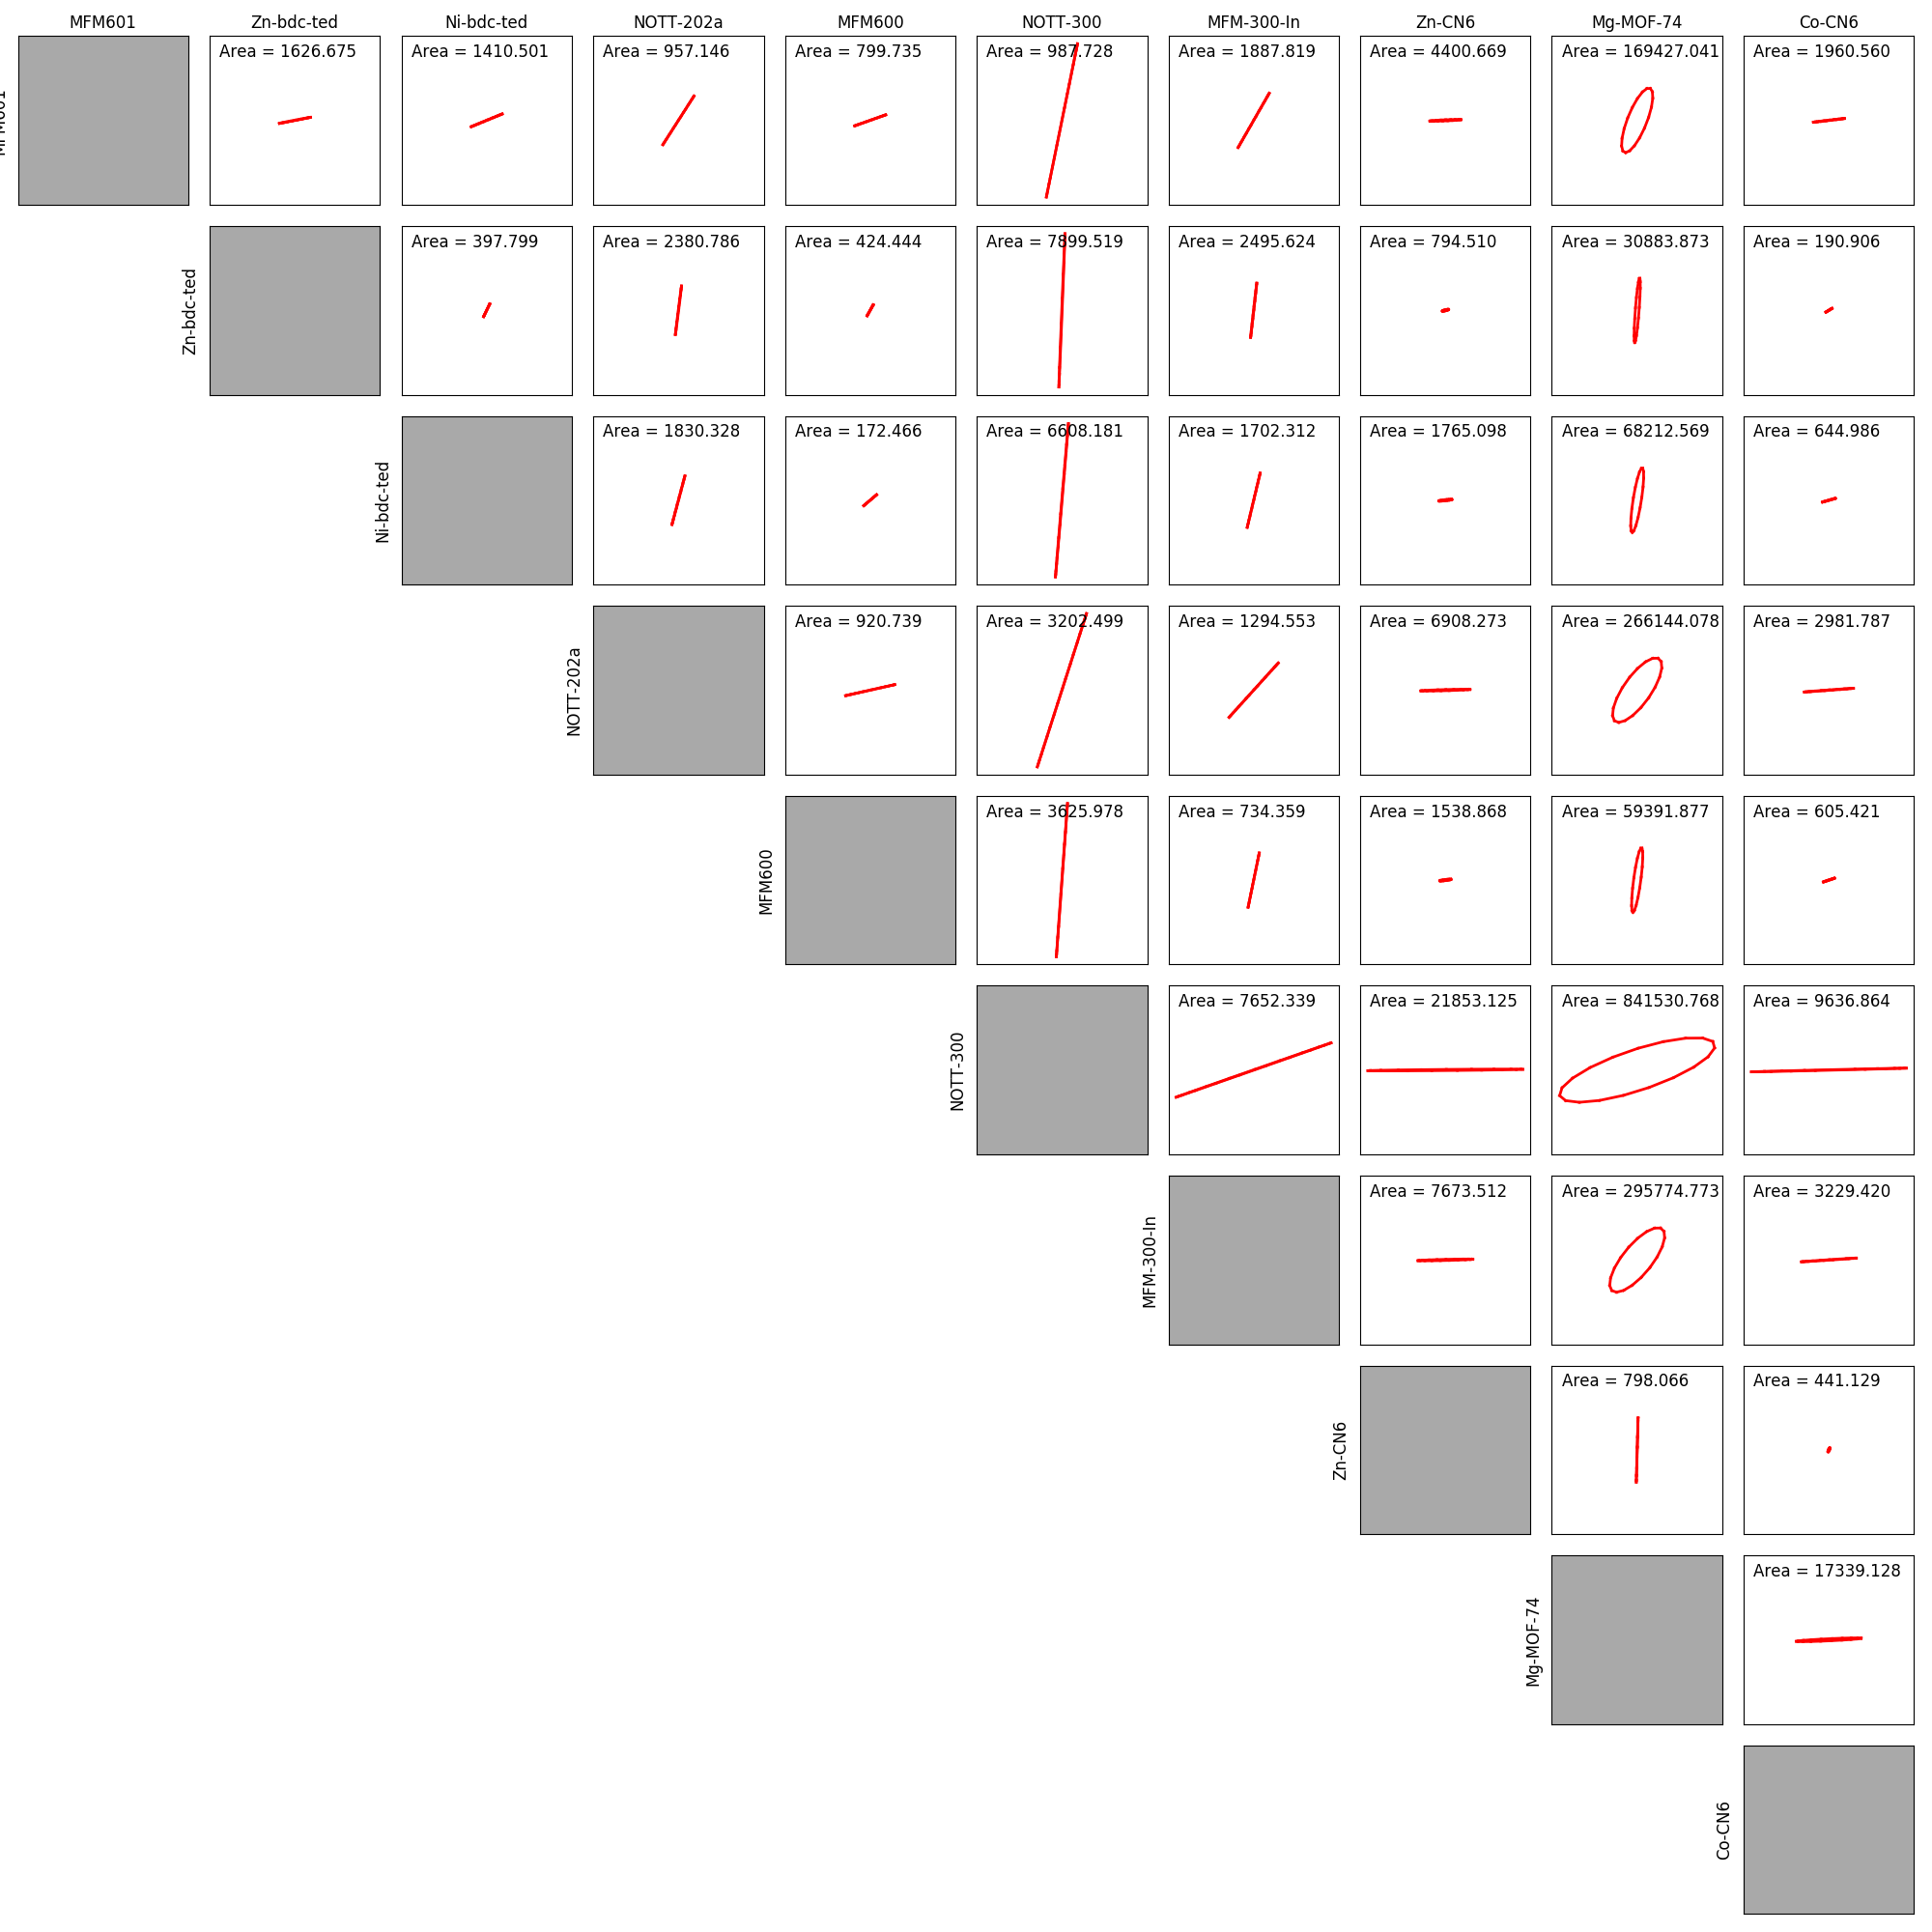 MFM601 Zn-bdc-ted Ni-bdc-ted NOTT-202a MFM600 NOTT-300 MFM-300-In Zn-CN6 Mg-MOF-74 Co-CN6
MFM601
Area = 1626.675 Area = 1410.501 Area = 957.146 Area = 799.735 Area = 987.728 Area = 1887.819 Area = 4400.669 Area = 169427.041 Area = 1960.560
Zn-bdc-ted
Area = 397.799 Area = 2380.786 Area = 424.444 Area = 7899.519 Area = 2495.624 Area = 794.510 Area = 30883.873 Area = 190.906
Ni-bdc-ted
Area = 1830.328 Area = 172.466 Area = 6608.181 Area = 1702.312 Area = 1765.098 Area = 68212.569 Area = 644.986
NOTT-202a
Area = 920.739 Area = 3202.499 Area = 1294.553 Area = 6908.273 Area = 266144.078 Area = 2981.787
MFM600
Area = 3625.978 Area = 734.359 Area = 1538.868 Area = 59391.877 Area = 605.421
NOTT-300
Area = 7652.339 Area = 21853.125 Area = 841530.768 Area = 9636.864
MFM-300-In
Area = 7673.512 Area = 295774.773 Area = 3229.420
Zn-CN6
Area = 798.066 Area = 441.129
Mg-MOF-74
Area = 17339.128
Co-CN6